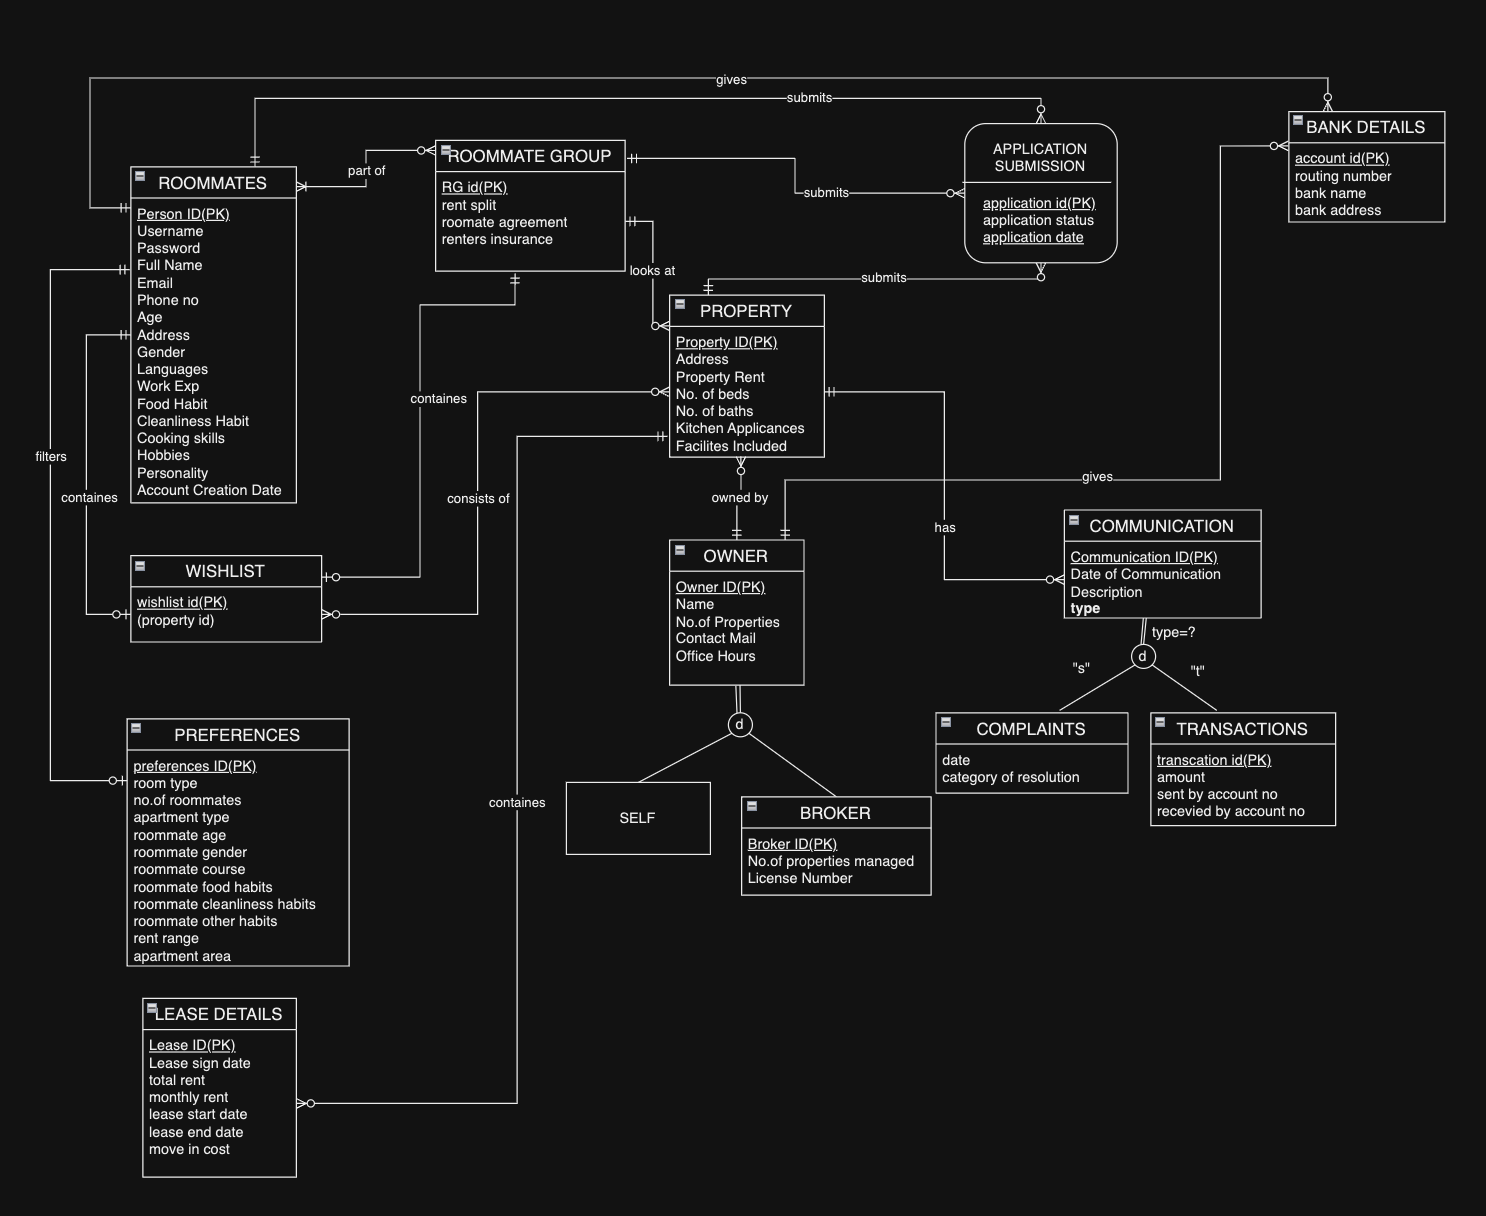 gives
submits
ROOMMATES
Person ID(PK)
Username
Password
Full Name
Email
Phone no
Age
Address
Gender
Languages
Work Exp
Food Habit
Cleanliness Habit
Cooking skills
Hobbies
Personality
Account Creation Date
part of
ROOMMATE GROUP
RG id(PK)
rent split
roomate agreement
renters insurance
submits
APPLICATION
SUBMISSION
application id(PK)
application status
application date
BANK DETAILS
account id(PK)
routing number
bank name
bank address
looks at
submits
PROPERTY
Property ID(PK)
Address
Property Rent
No. of beds
No. of baths
Kitchen Applicances
Facilites Included
containes
filters
containes
consists of
owned by
gives
has
WISHLIST
wishlist id(PK)
(property id)
OWNER
Owner ID(PK)
Name
No.of Properties
Contact Mail
Office Hours
COMMUNICATION
Communication ID(PK)
Date of Communication
Description
type
type=?
d
"s"
"t"
PREFERENCES
preferences ID(PK)
room type
no.of roommates
apartment type
roommate age
roommate gender
roommate course
roommate food habits
roommate cleanliness habits
roommate other habits
rent range
apartment area
containes
d
SELF
BROKER
Broker ID(PK)
No.of properties managed
License Number
COMPLAINTS
date
category of resolution
TRANSACTIONS
transcation id(PK)
amount
sent by account no
recevied by account no
LEASE DETAILS
Lease ID(PK)
Lease sign date
total rent
monthly rent
lease start date
lease end date
move in cost